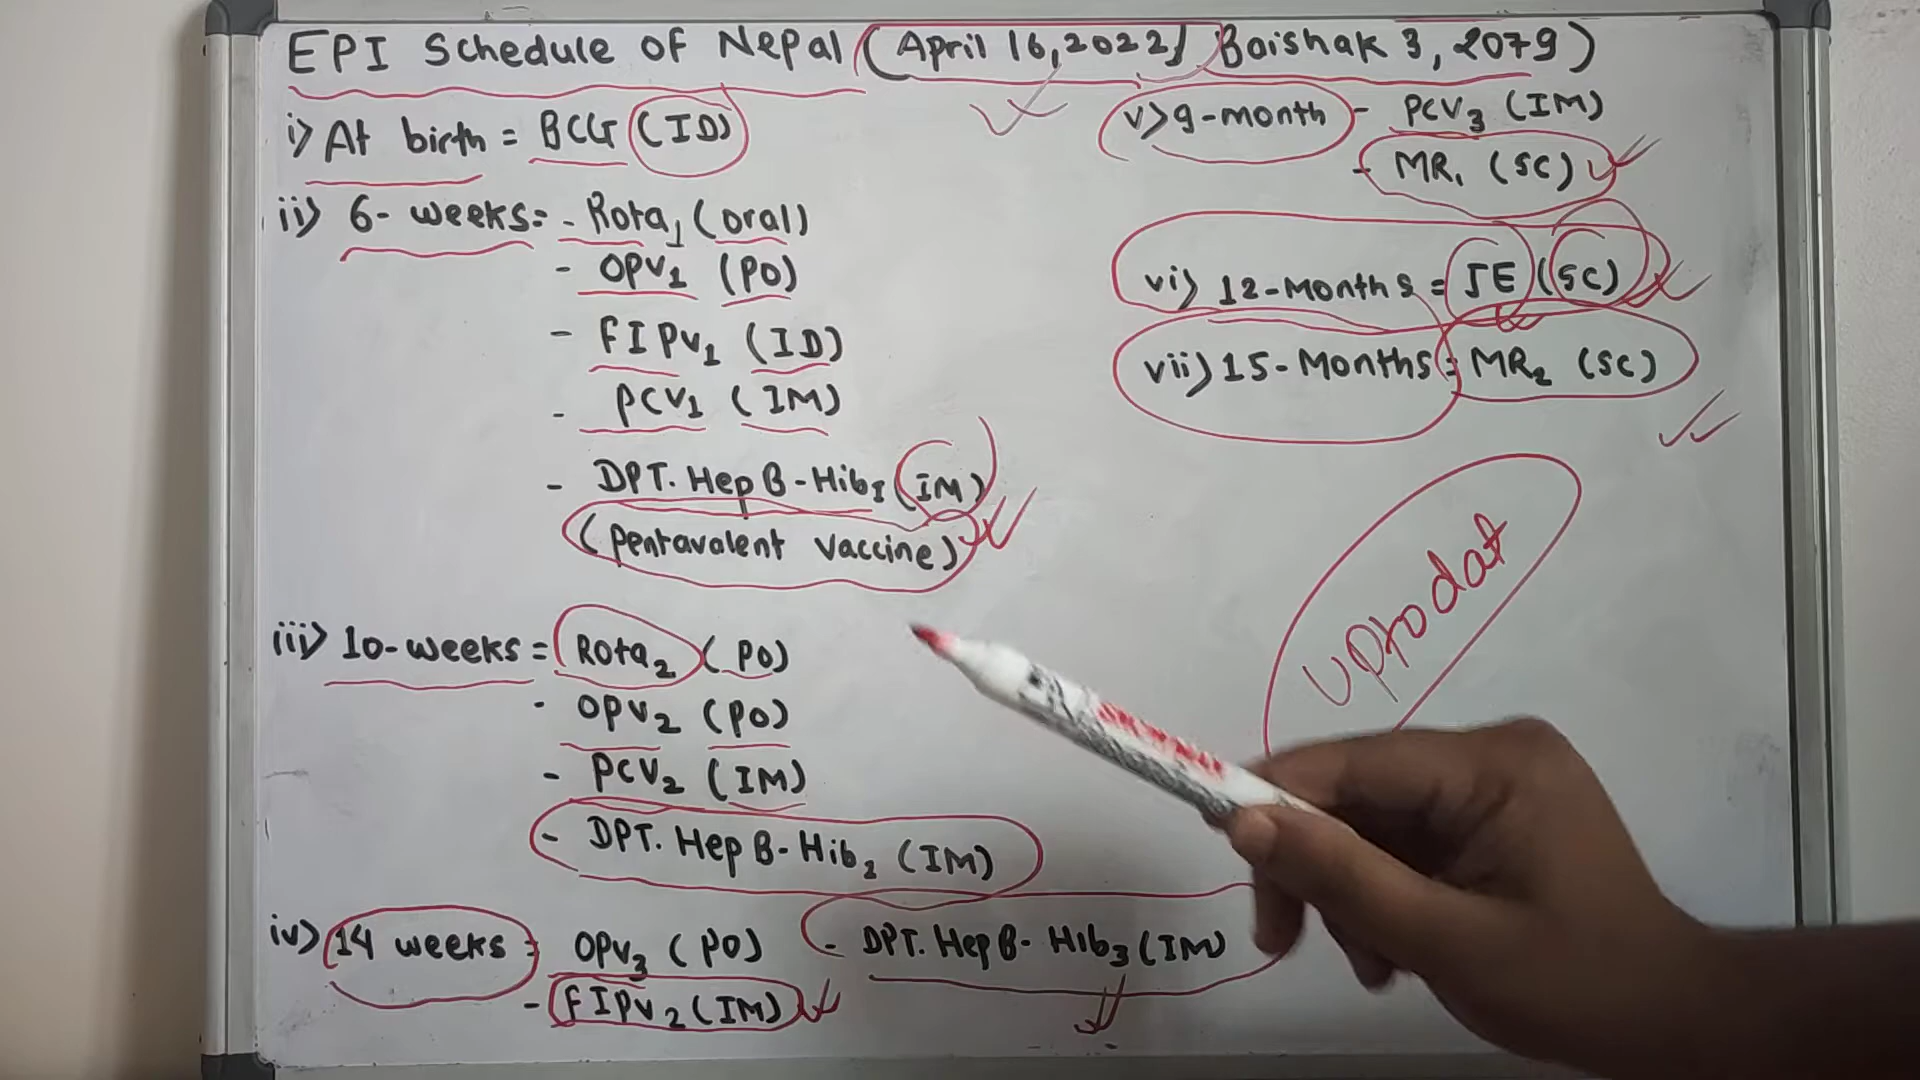 EPI Schedule of Nepal (April 16, 2022/ Baishak 3, 2079)
i) At birth = BCG (ID)
ii) 6-weeks = - Rota1 (oral)
- OPV1 (PO)
- fIPV1 (ID)
- PCV1 (IM)
- DPT. Hep B-Hib1 (IM)
(pentavalent vaccine)
iii) 10-weeks = Rota2 (PO)
- OPV2 (PO)
- PCV2 (IM)
- DPT. Hep B-Hib2 (IM)
iv) 14 weeks = OPV3 (PO) - DPT. Hep B- Hib3 (IM)
- fIPV2 (IM)
v) 9-month - PCV3 (IM)
- MR1 (SC)
vi) 12-Months = JE (SC)
vii) 15-Months = MR2 (SC)
Uptodat